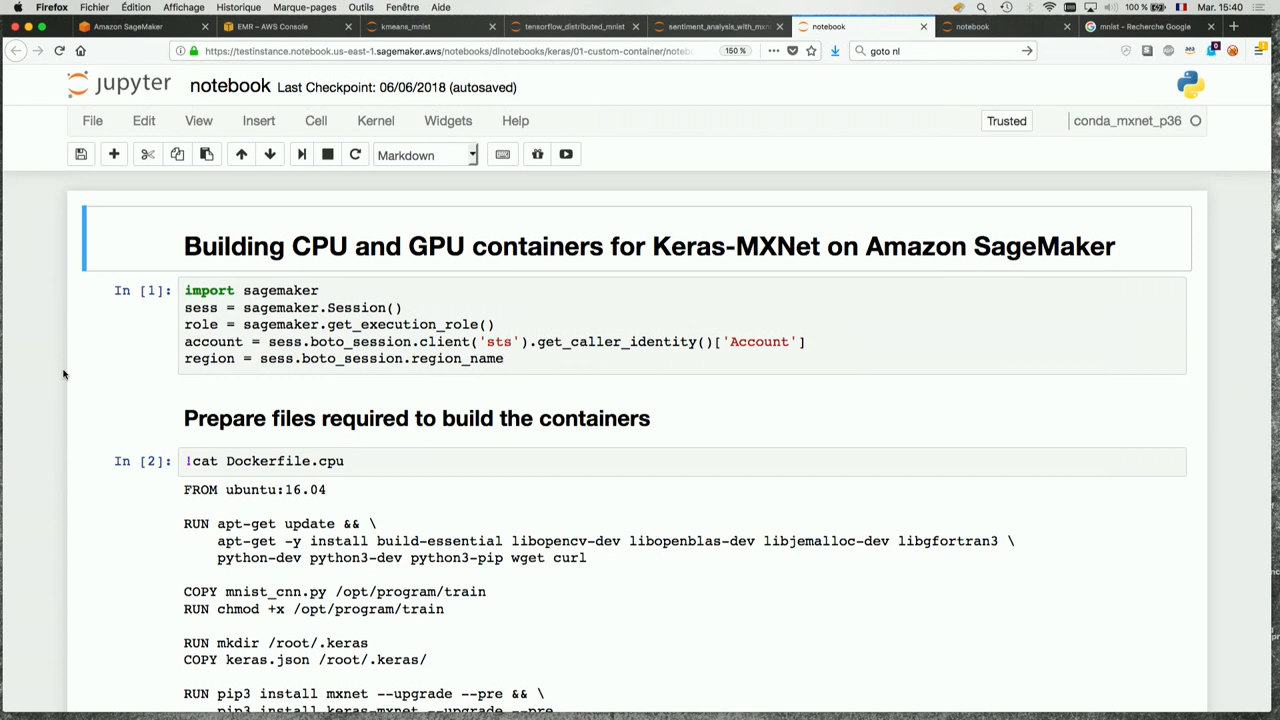 Firefox Fichier Édition Affichage Historique Marque-pages Outils Fenêtre Aide 100 % Mar. 15:40
Amazon SageMaker EMR – AWS Console kmeans_mnist tensorflow_distributed_mnist sentiment_analysis_with_mxn notebook notebook mnist - Recherche Google
https://testinstance.notebook.us-east-1.sagemaker.aws/notebooks/dlnotebooks/keras/01-custom-container/noteb 150 % goto nl
jupyter notebook Last Checkpoint: 06/06/2018 (autosaved)
File Edit View Insert Cell Kernel Widgets Help Trusted conda_mxnet_p36
Markdown
Building CPU and GPU containers for Keras-MXNet on Amazon SageMaker
In [1]: import sagemaker
sess = sagemaker.Session()
role = sagemaker.get_execution_role()
account = sess.boto_session.client('sts').get_caller_identity()['Account']
region = sess.boto_session.region_name
Prepare files required to build the containers
In [2]: !cat Dockerfile.cpu
FROM ubuntu:16.04
RUN apt-get update && \
apt-get -y install build-essential libopencv-dev libopenblas-dev libjemalloc-dev libgfortran3 \
python-dev python3-dev python3-pip wget curl
COPY mnist_cnn.py /opt/program/train
RUN chmod +x /opt/program/train
RUN mkdir /root/.keras
COPY keras.json /root/.keras/
RUN pip3 install mxnet --upgrade --pre && \
pip3 install keras-mxnet --upgrade --pre